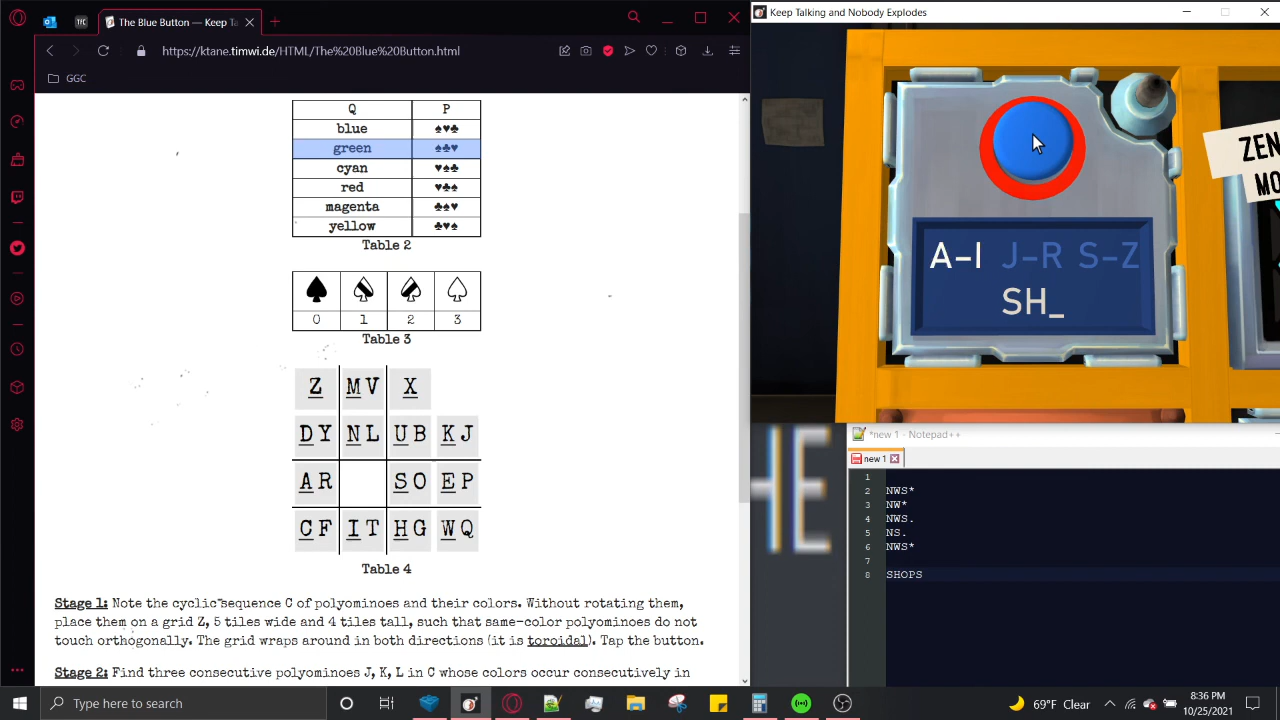 The Blue Button — Keep Ta
https://ktane.timwi.de/HTML/The%20Blue%20Button.html
GGC
Q P
blue ♠♥♣
green ♠♣♥
cyan ♥♠♣
red ♥♣♠
magenta ♣♠♥
yellow ♣♥♠
Table 2
0 1 2 3
Table 3
Z MV X
DY NL UB KJ
AR SO EP
CF IT HG WQ
Table 4
Stage 1: Note the cyclic sequence C of polyominoes and their colors. Without rotating them,
place them on a grid Z, 5 tiles wide and 4 tiles tall, such that same-color polyominoes do not
touch orthogonally. The grid wraps around in both directions (it is toroidal). Tap the button.
Stage 2: Find three consecutive polyominoes J, K, L in C whose colors occur consecutively in
Keep Talking and Nobody Explodes
ZEN
MO
A–I J–R S–Z
SH_
HE
*new 1 - Notepad++
new 1
1
2 NWS*
3 NW*
4 NWS.
5 NS.
6 NWS*
7
8 SHOPS
Type here to search
69°F Clear
8:36 PM
10/25/2021